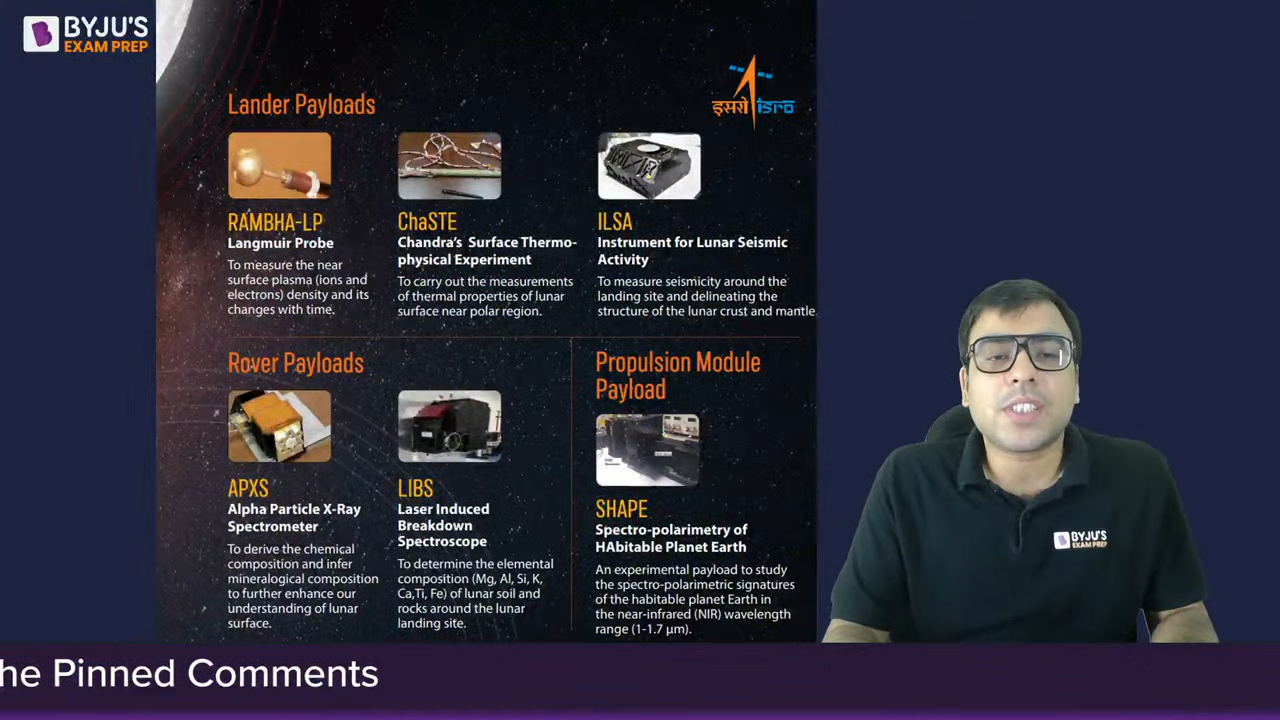 BYJU'S
EXAM PREP
इसरो isro
Lander Payloads
RAMBHA-LP
Langmuir Probe
To measure the near
surface plasma (ions and
electrons) density and its
changes with time.
ChaSTE
Chandra's Surface Thermo-
physical Experiment
To carry out the measurements
of thermal properties of lunar
surface near polar region.
ILSA
Instrument for Lunar Seismic
Activity
To measure seismicity around the
landing site and delineating the
structure of the lunar crust and mantle.
Rover Payloads
APXS
Alpha Particle X-Ray
Spectrometer
To derive the chemical
composition and infer
mineralogical composition
to further enhance our
understanding of lunar
surface.
LIBS
Laser Induced
Breakdown
Spectroscope
To determine the elemental
composition (Mg, Al, Si, K,
Ca,Ti, Fe) of lunar soil and
rocks around the lunar
landing site.
Propulsion Module
Payload
SHAPE
Spectro-polarimetry of
HAbitable Planet Earth
An experimental payload to study
the spectro-polarimetric signatures
of the habitable planet Earth in
the near-infrared (NIR) wavelength
range (1-1.7 μm).
BYJU'S
EXAM PREP
he Pinned Comments